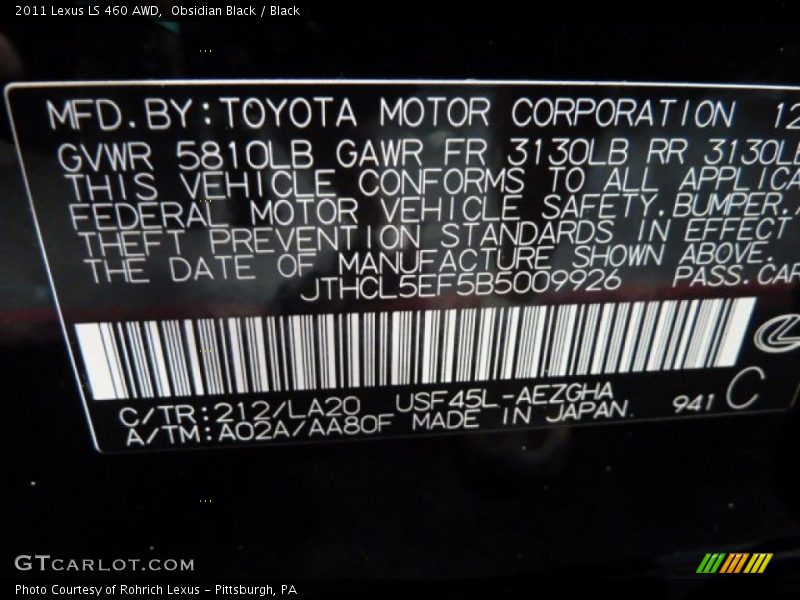 2011 Lexus LS 460 AWD,  Obsidian Black / Black
MFD.BY:TOYOTA MOTOR CORPORATION 12
GVWR 5810LB GAWR FR 3130LB RR 3130LB
THIS VEHICLE CONFORMS TO ALL APPLICA
FEDERAL MOTOR VEHICLE SAFETY.BUMPER.
THEFT PREVENTION STANDARDS IN EFFECT
THE DATE OF MANUFACTURE SHOWN ABOVE.
JTHCL5EF5B5009926 PASS.CAR
C/TR:212/LA20 USF45L-AEZGHA 941 C
A/TM:A02A/AA80F MADE IN JAPAN.
GTCARLOT.COM
Photo Courtesy of Rohrich Lexus - Pittsburgh, PA